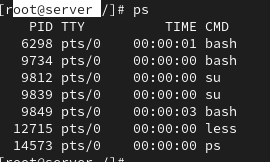 [root@server /]# ps
PID TTY TIME CMD
6298 pts/0 00:00:01 bash
9734 pts/0 00:00:00 bash
9812 pts/0 00:00:00 su
9839 pts/0 00:00:00 su
9849 pts/0 00:00:03 bash
12715 pts/0 00:00:00 less
14573 pts/0 00:00:00 ps
[root@server /]#